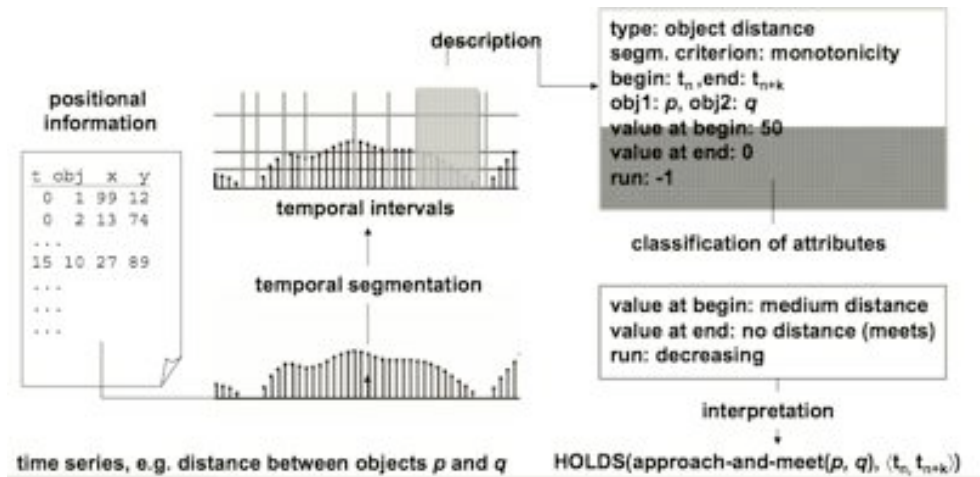 description
positional
information
t obj x y
0 1 99 12
0 2 13 74
...
15 10 27 89
...
...
...
temporal intervals
temporal segmentation
time series, e.g. distance between objects p and q
type: object distance
segm. criterion: monotonicity
begin: tn ,end: tn+k
obj1: p, obj2: q
value at begin: 50
value at end: 0
run: -1
classification of attributes
value at begin: medium distance
value at end: no distance (meets)
run: decreasing
interpretation
HOLDS(approach-and-meet(p, q), ⟨tn, tn+k⟩)